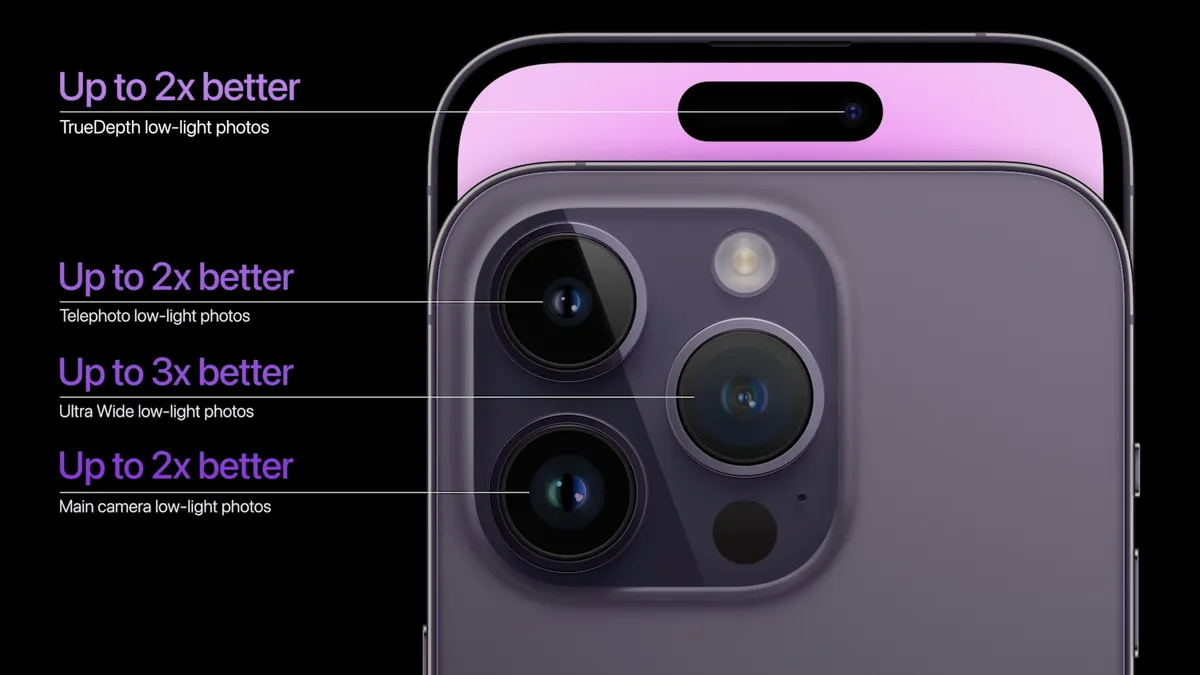 Up to 2x better
TrueDepth low-light photos
Up to 2x better
Telephoto low-light photos
Up to 3x better
Ultra Wide low-light photos
Up to 2x better
Main camera low-light photos